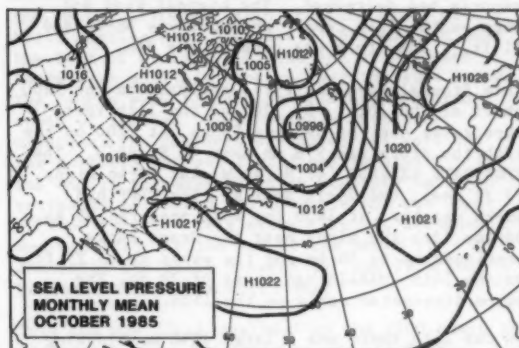 L1010
H1012
H1012
L1005
H1026
1016
H1012
L1008
L1009
L0998
1004
1020
1016
1012
H1021
H1021
40
H1022
SEA LEVEL PRESSURE
MONTHLY MEAN
OCTOBER 1985